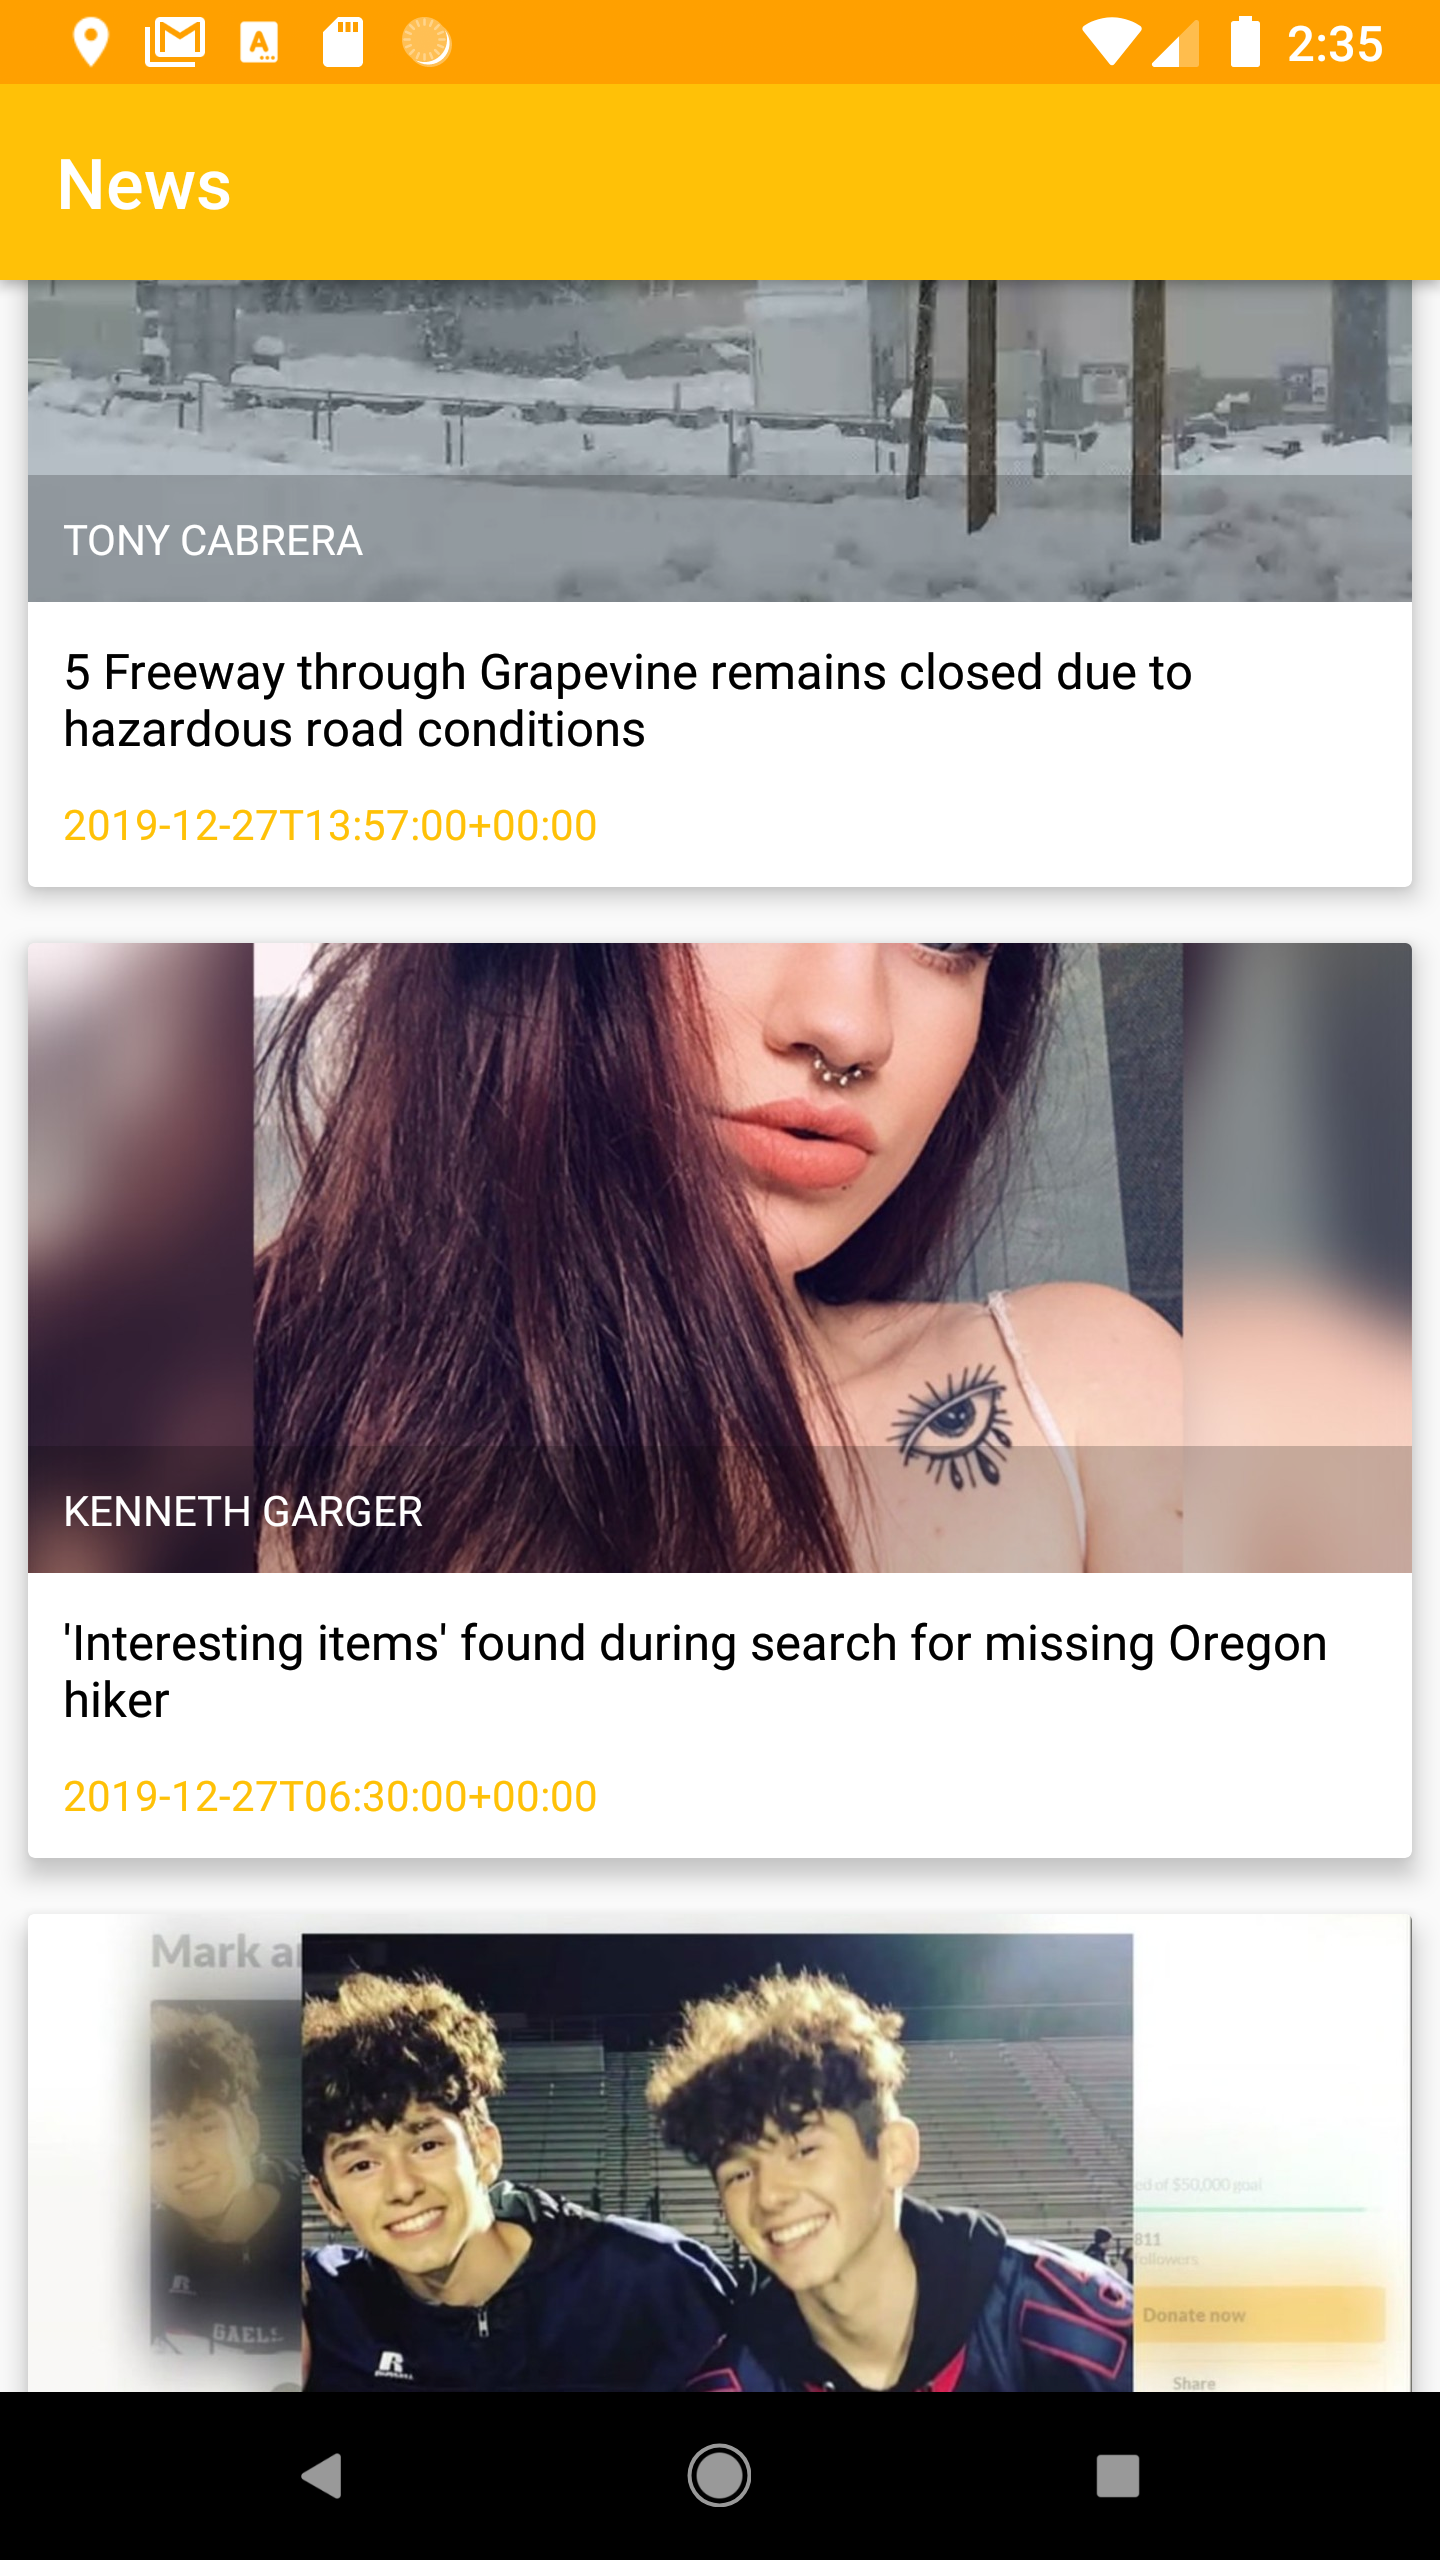 2:35
News
TONY CABRERA
5 Freeway through Grapevine remains closed due to
hazardous road conditions
2019-12-27T13:57:00+00:00
KENNETH GARGER
'Interesting items' found during search for missing Oregon
hiker
2019-12-27T06:30:00+00:00
Mark a
ed of $50,000 goal
811
followers
Donate now
Share
R
GAELS
R